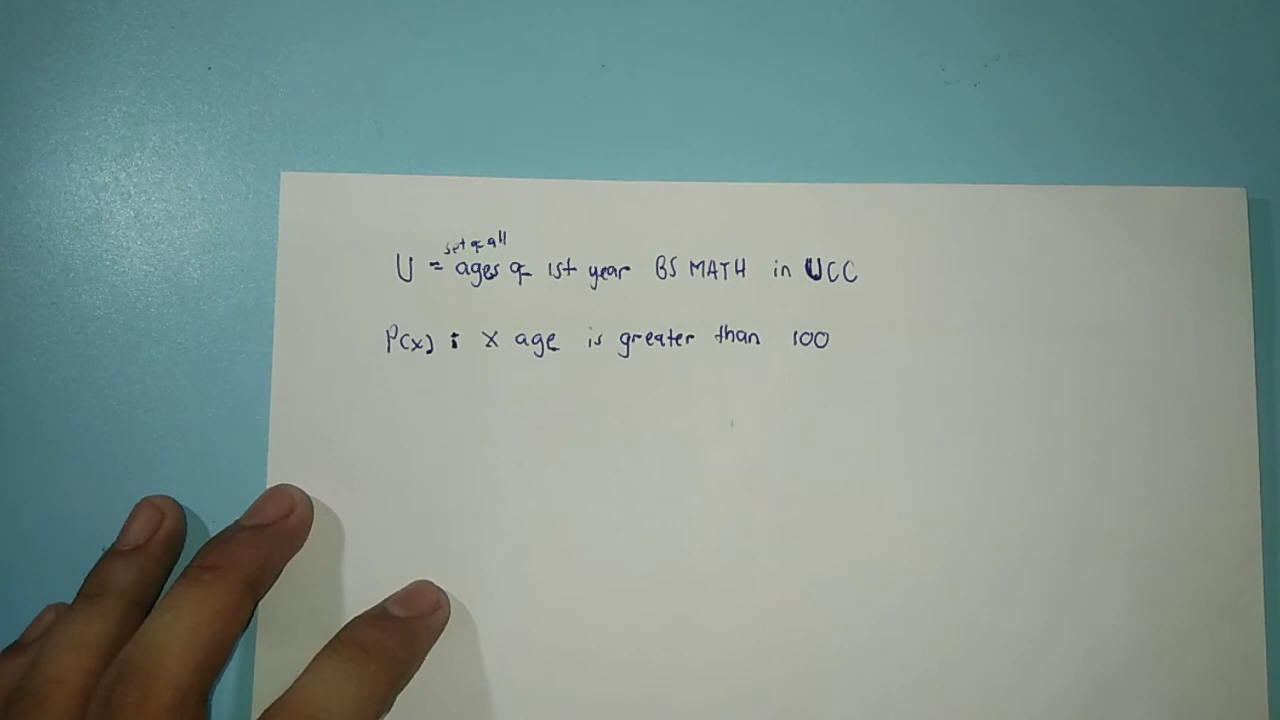 set of all
U = ages of 1st year BS MATH in UCC
P(x) : x age is greater than 100